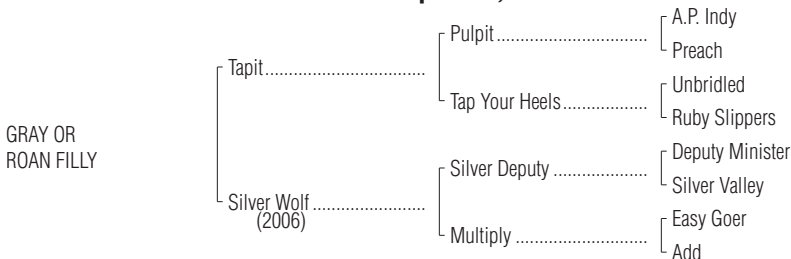 A.P. Indy
Pulpit
Preach
Tapit
Unbridled
Tap Your Heels
Ruby Slippers
GRAY OR
ROAN FILLY
Deputy Minister
Silver Deputy
Silver Valley
Silver Wolf
(2006)
Easy Goer
Multiply
Add